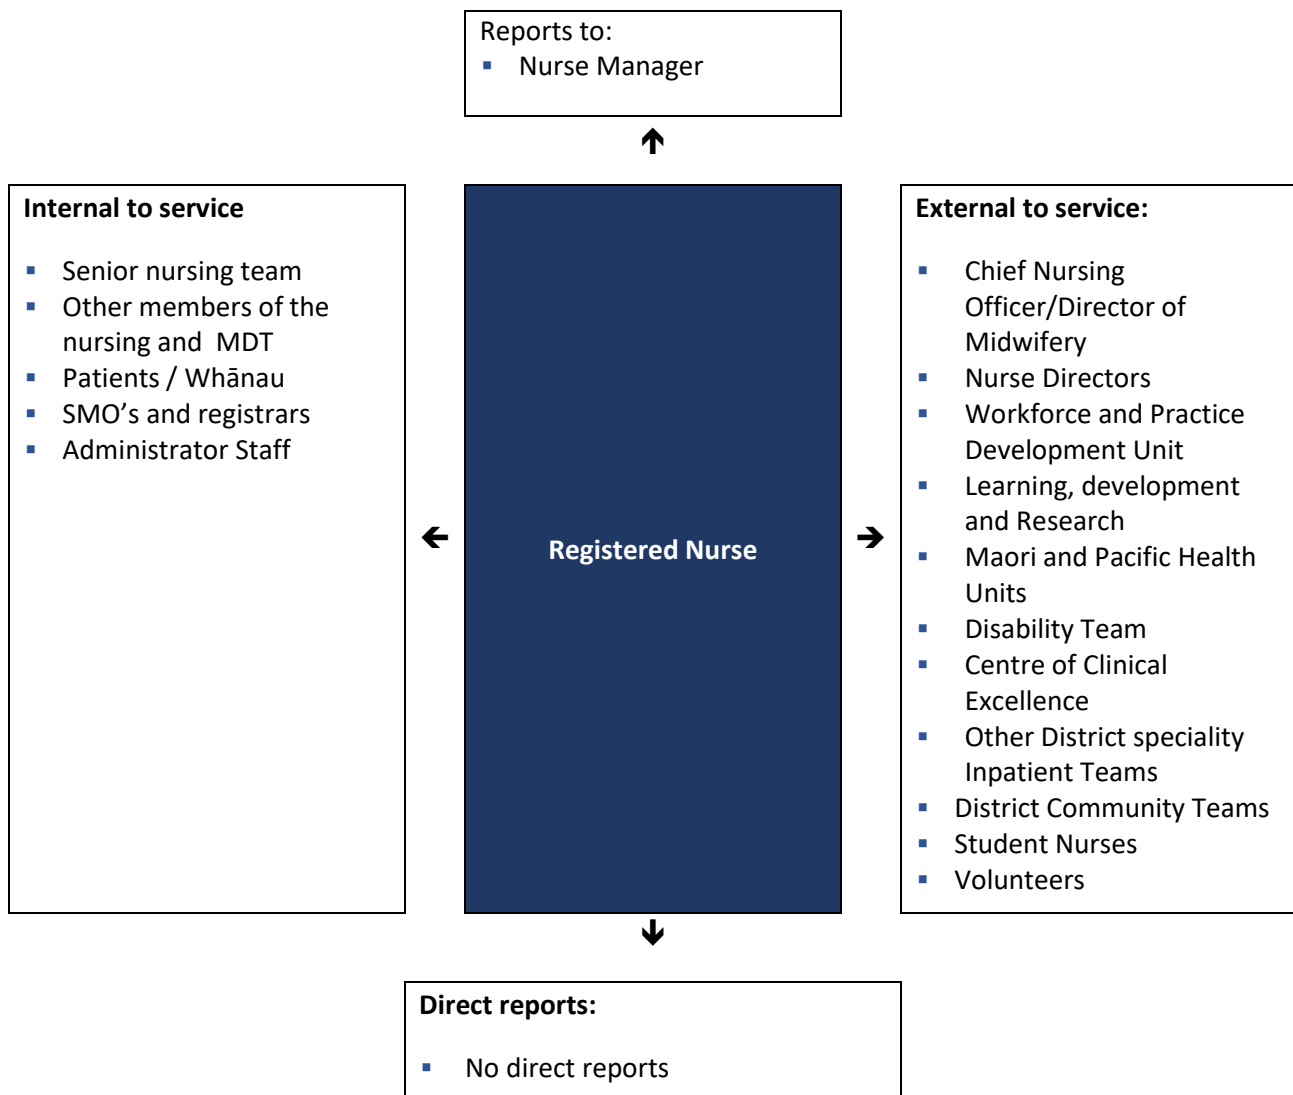 Reports to:
▪ Nurse Manager
Internal to service
▪ Senior nursing team
▪ Other members of the
nursing and  MDT
▪ Patients / Whānau
▪ SMO’s and registrars
▪ Administrator Staff
Registered Nurse
External to service:
▪ Chief Nursing
Officer/Director of
Midwifery
▪ Nurse Directors
▪ Workforce and Practice
Development Unit
▪ Learning, development
and Research
▪ Maori and Pacific Health
Units
▪ Disability Team
▪ Centre of Clinical
Excellence
▪ Other District speciality
Inpatient Teams
▪ District Community Teams
▪ Student Nurses
▪ Volunteers
Direct reports:
▪ No direct reports